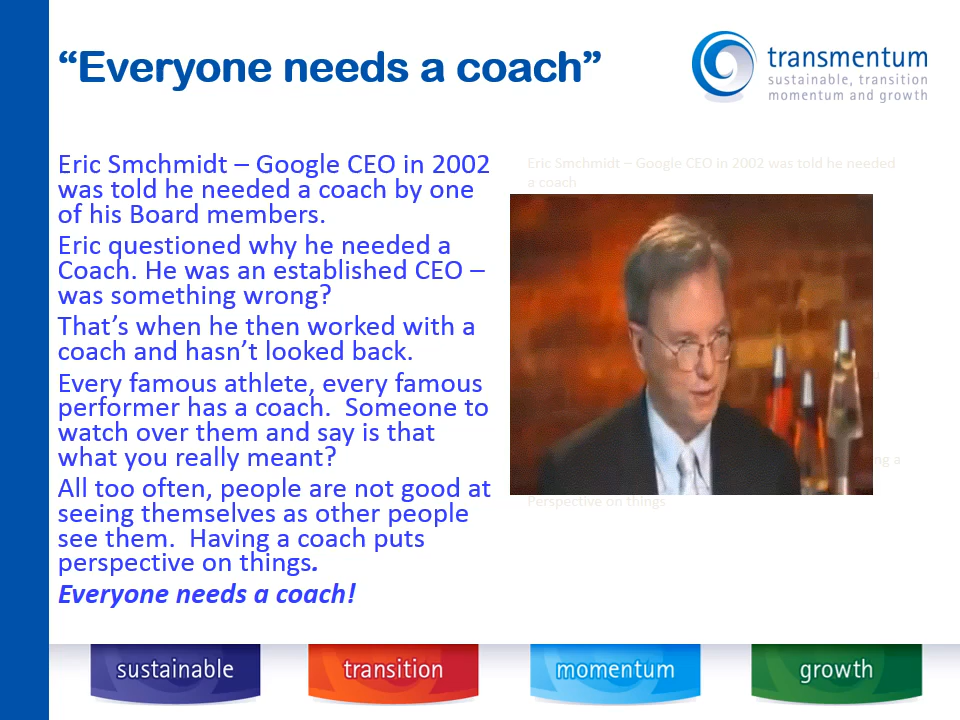 “Everyone needs a coach”
transmentum
sustainable, transition
momentum and growth
Eric Smchmidt – Google CEO in 2002
was told he needed a coach by one
of his Board members.
Eric questioned why he needed a
Coach. He was an established CEO –
was something wrong?
That’s when he then worked with a
coach and hasn’t looked back.
Every famous athlete, every famous
performer has a coach.  Someone to
watch over them and say is that
what you really meant?
All too often, people are not good at
seeing themselves as other people
see them.  Having a coach puts
perspective on things.
Everyone needs a coach!
Eric Smchmidt – Google CEO in 2002 was told he needed
a coach
Perspective on things
sustainable
transition
momentum
growth